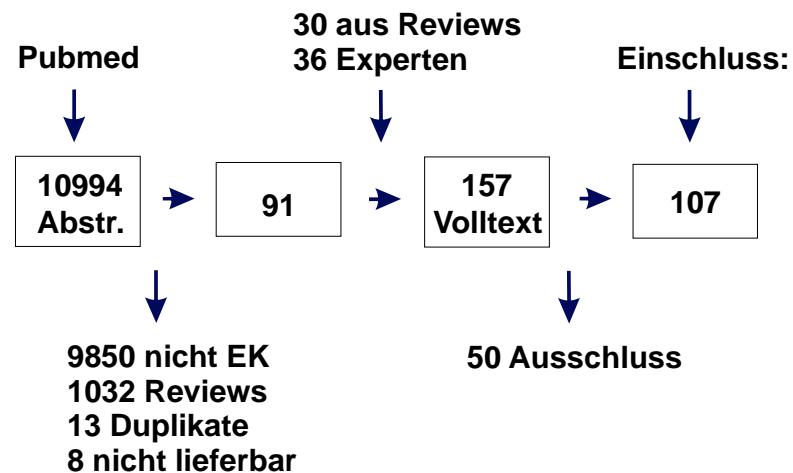 Pubmed
30 aus Reviews
36 Experten
Einschluss:
10994
Abstr.
91
157
Volltext
107
9850 nicht EK
1032 Reviews
13 Duplikate
8 nicht lieferbar
50 Ausschluss